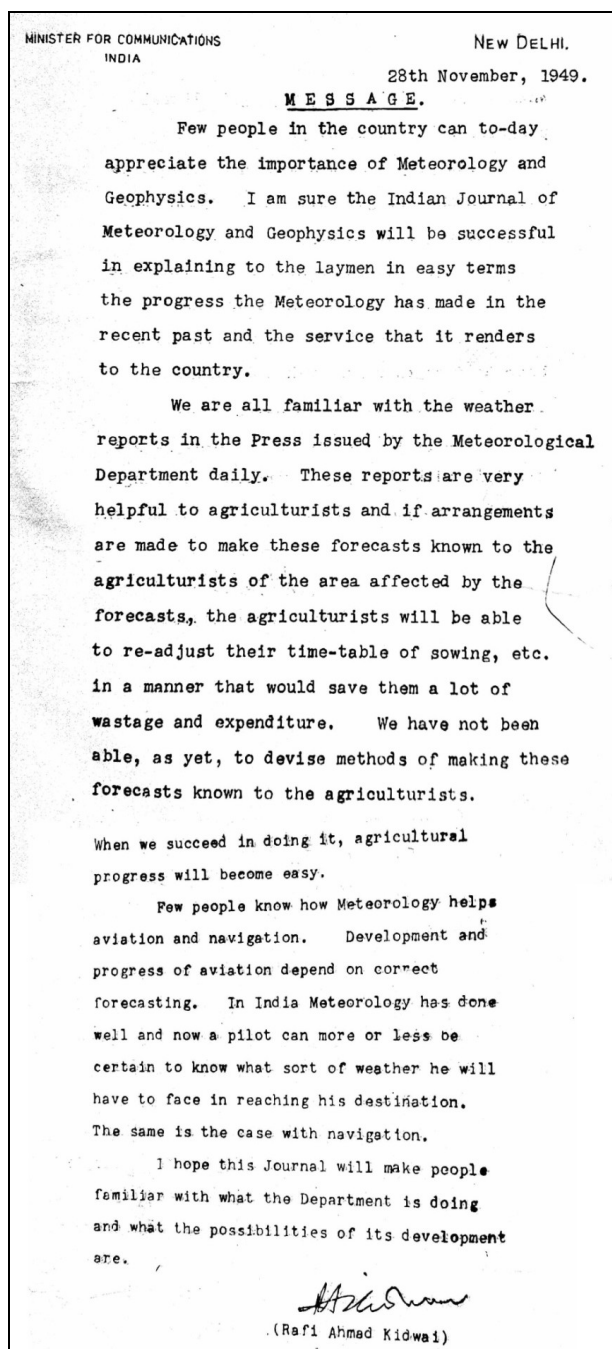 MINISTER FOR COMMUNICATIONS
INDIA
NEW DELHI.
28th November, 1949.
MESSAGE.
Few people in the country can to-day
appreciate the importance of Meteorology and
Geophysics. I am sure the Indian Journal of
Meteorology and Geophysics will be successful
in explaining to the laymen in easy terms
the progress the Meteorology has made in the
recent past and the service that it renders
to the country.
We are all familiar with the weather
reports in the Press issued by the Meteorological
Department daily. These reports are very
helpful to agriculturists and if arrangements
are made to make these forecasts known to the
agriculturists of the area affected by the
forecasts, the agriculturists will be able
to re-adjust their time-table of sowing, etc.
in a manner that would save them a lot of
wastage and expenditure. We have not been
able, as yet, to devise methods of making these
forecasts known to the agriculturists.
When we succeed in doing it, agricultural
progress will become easy.
Few people know how Meteorology helps
aviation and navigation. Development and
progress of aviation depend on correct
forecasting. In India Meteorology has done
well and now a pilot can more or less be
certain to know what sort of weather he will
have to face in reaching his destination.
The same is the case with navigation.
I hope this Journal will make people
familiar with what the Department is doing
and what the possibilities of its development
are.
(Rafi Ahmad Kidwai)